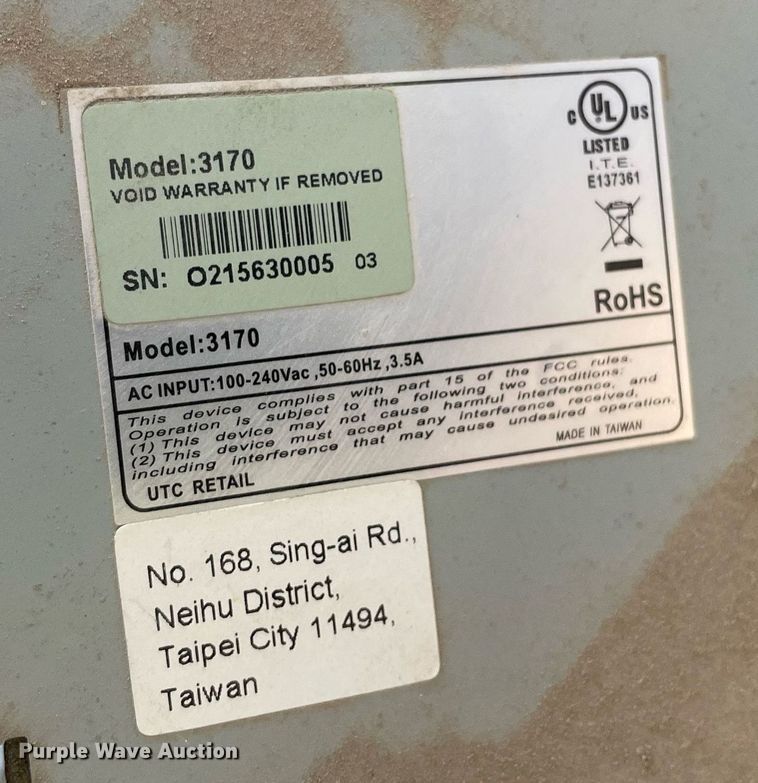 Model:3170
VOID WARRANTY IF REMOVED
SN: O215630005 03
C UL US
LISTED
I.T.E.
E137361
RoHS
Model:3170
AC INPUT:100-240Vac ,50-60Hz ,3.5A
This device complies with part 15 of the FCC rules.
Operation is subject to the following two conditions:
(1) This device may not cause harmful interference, and
(2) This device must accept any interference received,
including interference that may cause undesired operation.
UTC RETAIL
MADE IN TAIWAN
No. 168, Sing-ai Rd.,
Neihu District,
Taipei City 11494,
Taiwan
Purple Wave Auction